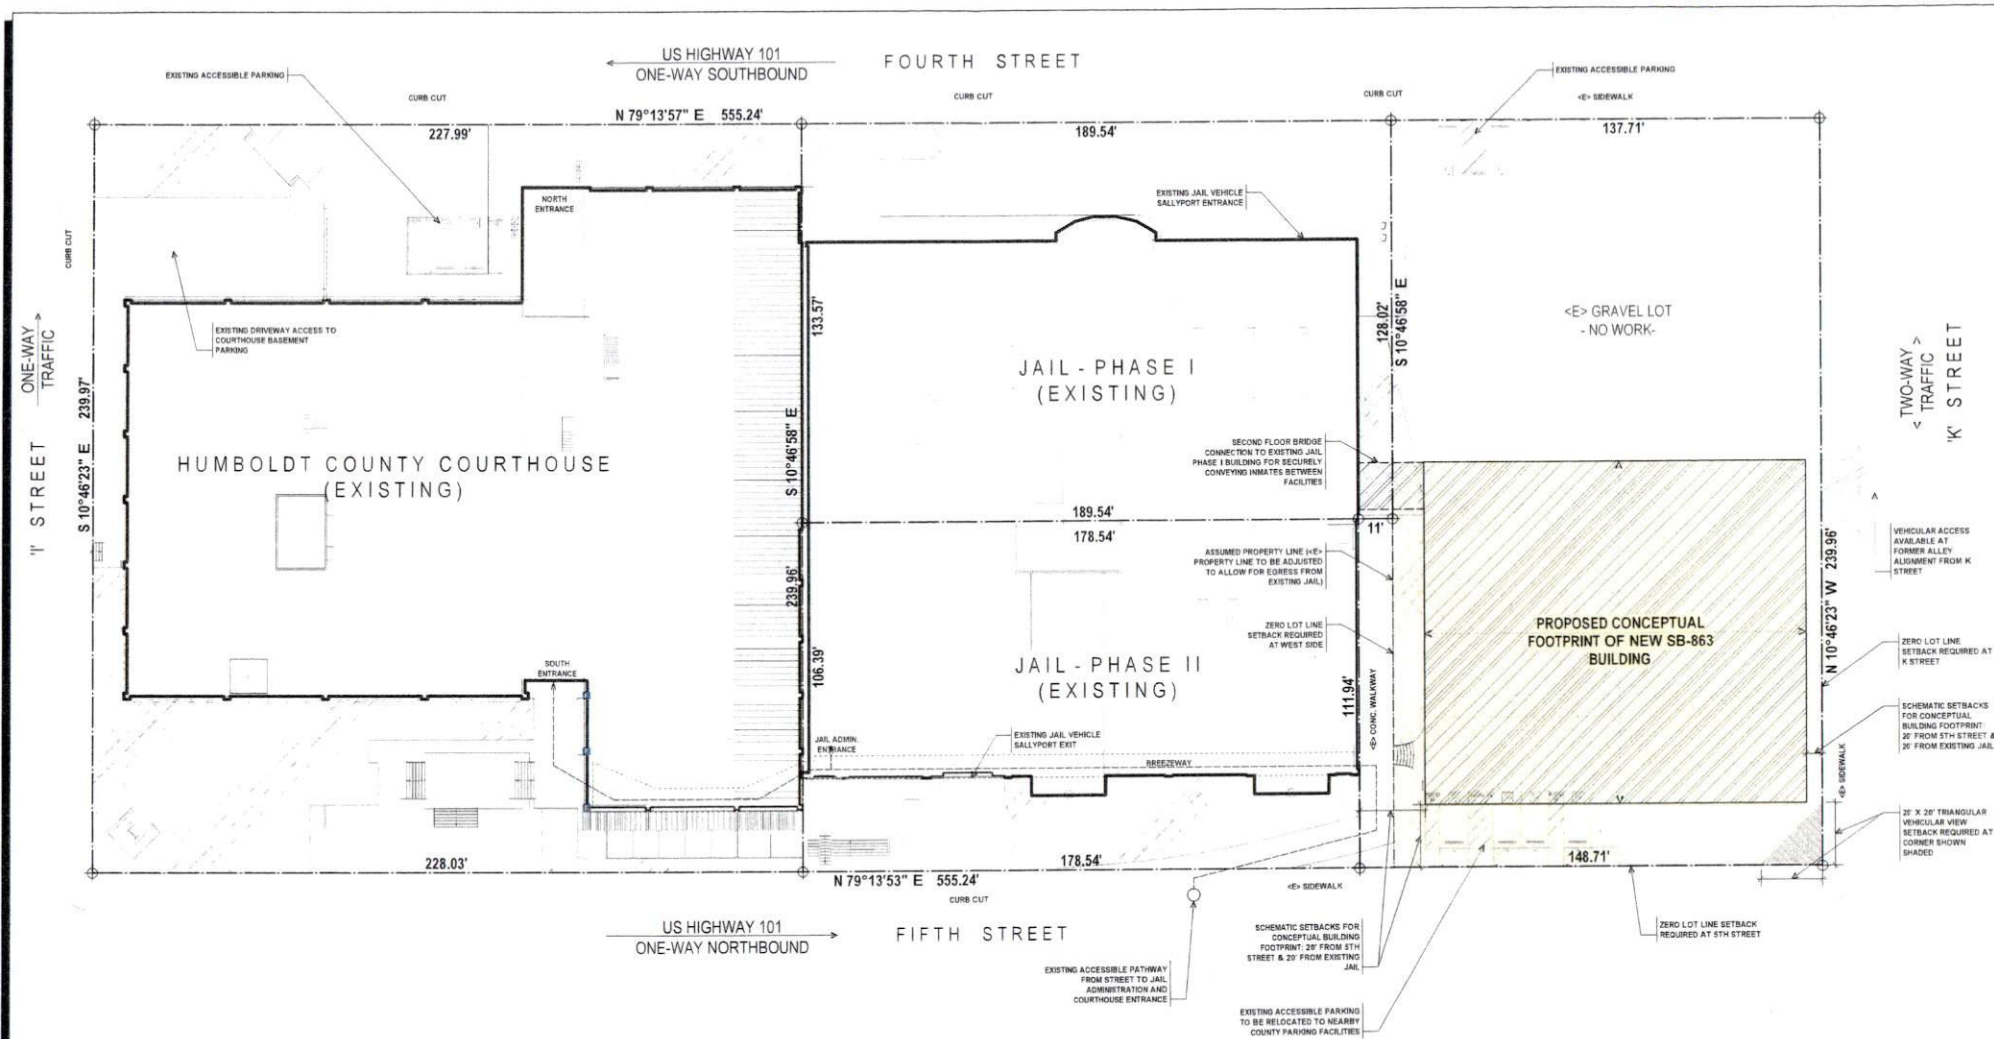 US HIGHWAY 101
ONE-WAY SOUTHBOUND
FOURTH STREET
EXISTING ACCESSIBLE PARKING
EXISTING ACCESSIBLE PARKING
CURB CUT
CURB CUT
CURB CUT
<E> SIDEWALK
N 79°13'57" E 555.24'
227.99'
189.54'
137.71'
NORTH
ENTRANCE
EXISTING JAIL VEHICLE
SALLYPORT ENTRANCE
CURB CUT
EXISTING DRIVEWAY ACCESS TO
COURTHOUSE BASEMENT
PARKING
ONE-WAY
TRAFFIC
'I' STREET
S 10°46'23" E 239.97'
HUMBOLDT COUNTY COURTHOUSE
(EXISTING)
133.57'
S 10°46'58" E
239.96'
106.39'
JAIL - PHASE I
(EXISTING)
128.02'
S 10°46'58" E
<E> GRAVEL LOT
- NO WORK-
< TWO-WAY >
TRAFFIC
'K' STREET
SECOND FLOOR BRIDGE
CONNECTION TO EXISTING JAIL
PHASE I BUILDING FOR SECURELY
CONVEYING INMATES BETWEEN
FACILITIES
189.54'
178.54'
11'
ASSUMED PROPERTY LINE (<E>
PROPERTY LINE TO BE ADJUSTED
TO ALLOW FOR EGRESS FROM
EXISTING JAIL)
ZERO LOT LINE
SETBACK REQUIRED
AT WEST SIDE
VEHICULAR ACCESS
AVAILABLE AT
FORMER ALLEY
ALIGNMENT FROM K
STREET
N 10°46'23" W 239.96'
PROPOSED CONCEPTUAL
FOOTPRINT OF NEW SB-863
BUILDING
ZERO LOT LINE
SETBACK REQUIRED AT
K STREET
JAIL - PHASE II
(EXISTING)
111.94'
<E> CONC. WALKWAY
SOUTH
ENTRANCE
SCHEMATIC SETBACKS
FOR CONCEPTUAL
BUILDING FOOTPRINT:
20' FROM 5TH STREET &
20' FROM EXISTING JAIL
JAIL ADMIN.
ENTRANCE
EXISTING JAIL VEHICLE
SALLYPORT EXIT
BREEZEWAY
<E> SIDEWALK
20' X 20' TRIANGULAR
VEHICULAR VIEW
SETBACK REQUIRED AT
CORNER SHOWN
SHADED
228.03'
178.54'
148.71'
N 79°13'53" E 555.24'
CURB CUT
<E> SIDEWALK
US HIGHWAY 101
ONE-WAY NORTHBOUND
FIFTH STREET
SCHEMATIC SETBACKS FOR
CONCEPTUAL BUILDING
FOOTPRINT: 20' FROM 5TH
STREET & 20' FROM EXISTING
JAIL
ZERO LOT LINE SETBACK
REQUIRED AT 5TH STREET
EXISTING ACCESSIBLE PATHWAY
FROM STREET TO JAIL
ADMINISTRATION AND
COURTHOUSE ENTRANCE
EXISTING ACCESSIBLE PARKING
TO BE RELOCATED TO NEARBY
COUNTY PARKING FACILITIES